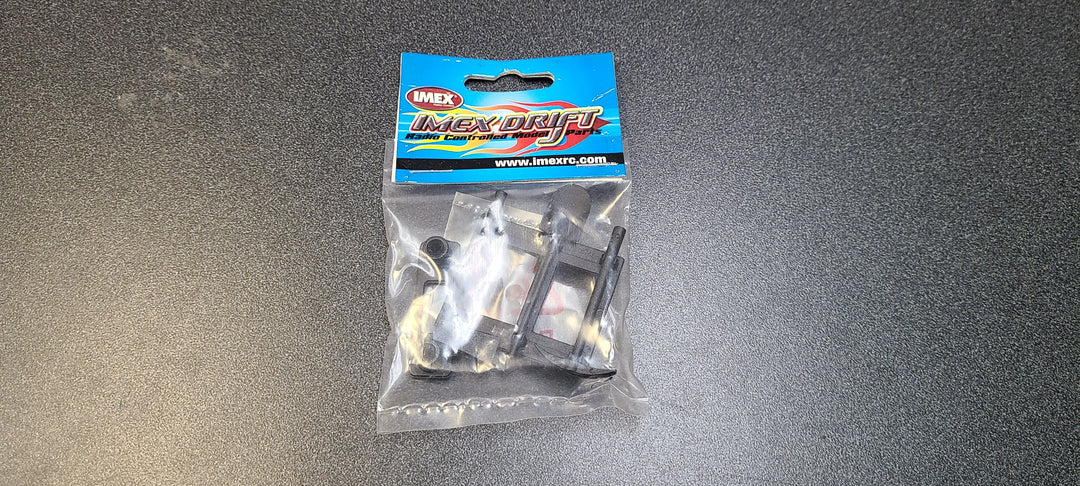 IMEX
IMEX DRIFT
Radio Controlled Model Parts
www.imexrc.com